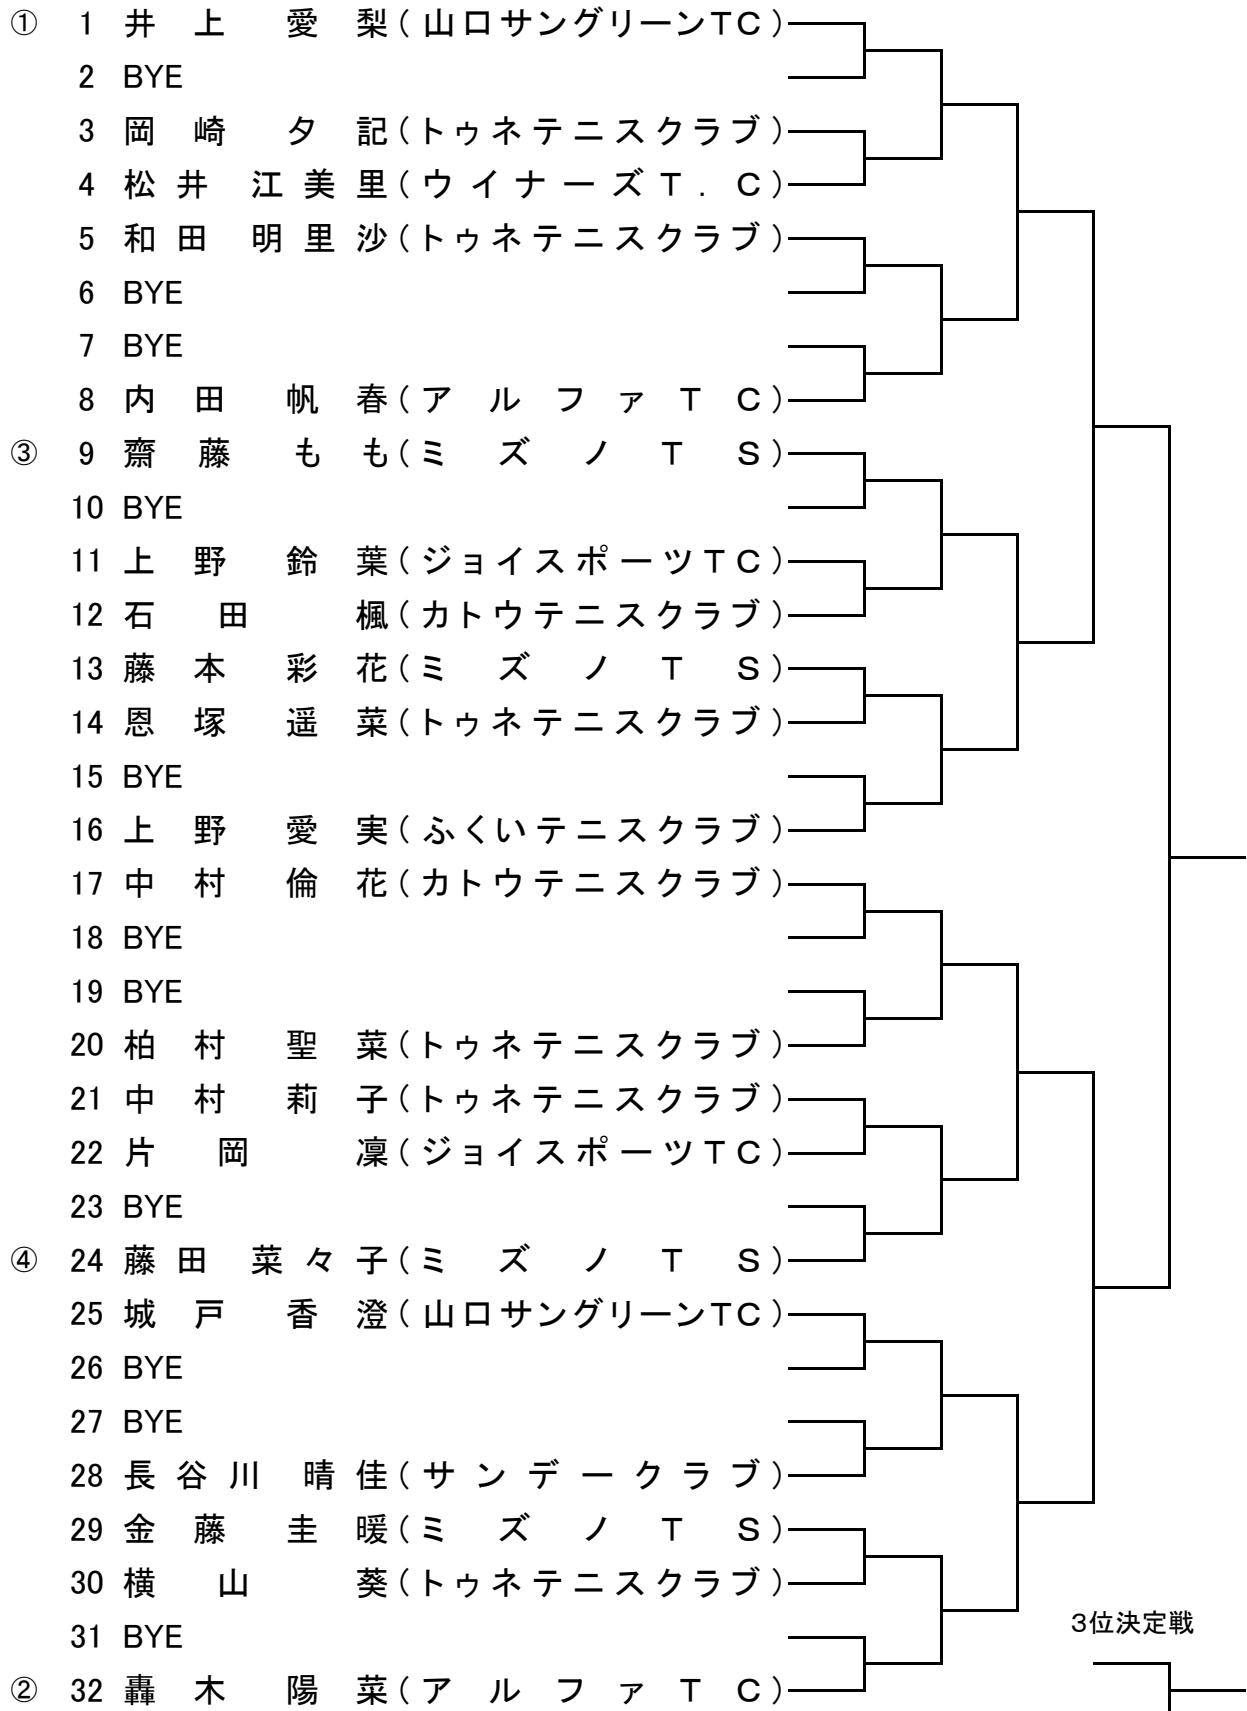 ① 1 井上 愛梨(山口サングリーンTC)
2 BYE
3 岡崎 夕記(トゥネテニスクラブ)
4 松井 江美里(ウイナーズT.C)
5 和田 明里沙(トゥネテニスクラブ)
6 BYE
7 BYE
8 内田 帆春(アルファTC)
③ 9 齋藤 もも(ミズノTS)
10 BYE
11 上野 鈴葉(ジョイスポーツTC)
12 石田 楓(カトウテニスクラブ)
13 藤本 彩花(ミズノTS)
14 恩塚 遥菜(トゥネテニスクラブ)
15 BYE
16 上野 愛実(ふくいテニスクラブ)
17 中村 倫花(カトウテニスクラブ)
18 BYE
19 BYE
20 柏村 聖菜(トゥネテニスクラブ)
21 中村 莉子(トゥネテニスクラブ)
22 片岡 凜(ジョイスポーツTC)
23 BYE
④ 24 藤田 菜々子(ミズノTS)
25 城戸 香澄(山口サングリーンTC)
26 BYE
27 BYE
28 長谷川 晴佳(サンデークラブ)
29 金藤 圭暖(ミズノTS)
30 横山 葵(トゥネテニスクラブ)
31 BYE
3位決定戦
② 32 轟木 陽菜(アルファTC)